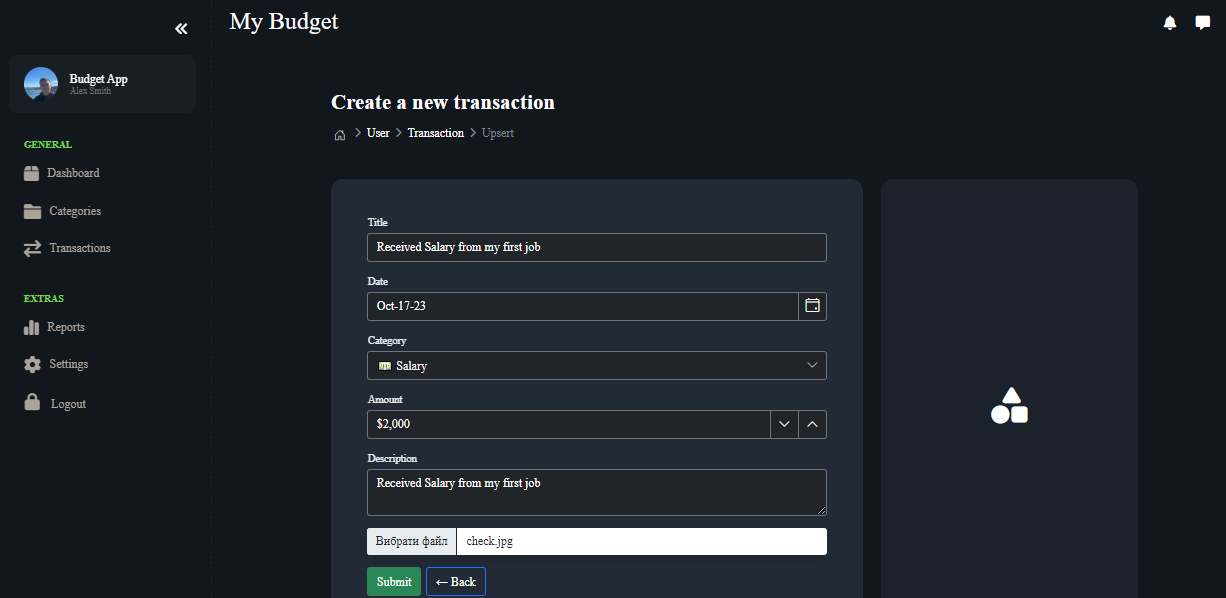 My Budget
Budget App
Alex Smith
GENERAL
Dashboard
Categories
Transactions
EXTRAS
Reports
Settings
Logout
Create a new transaction
User > Transaction > Upsert
Title
Received Salary from my first job
Date
Oct-17-23
Category
Salary
Amount
$2,000
Description
Received Salary from my first job
Вибрати файл check.jpg
Submit ← Back